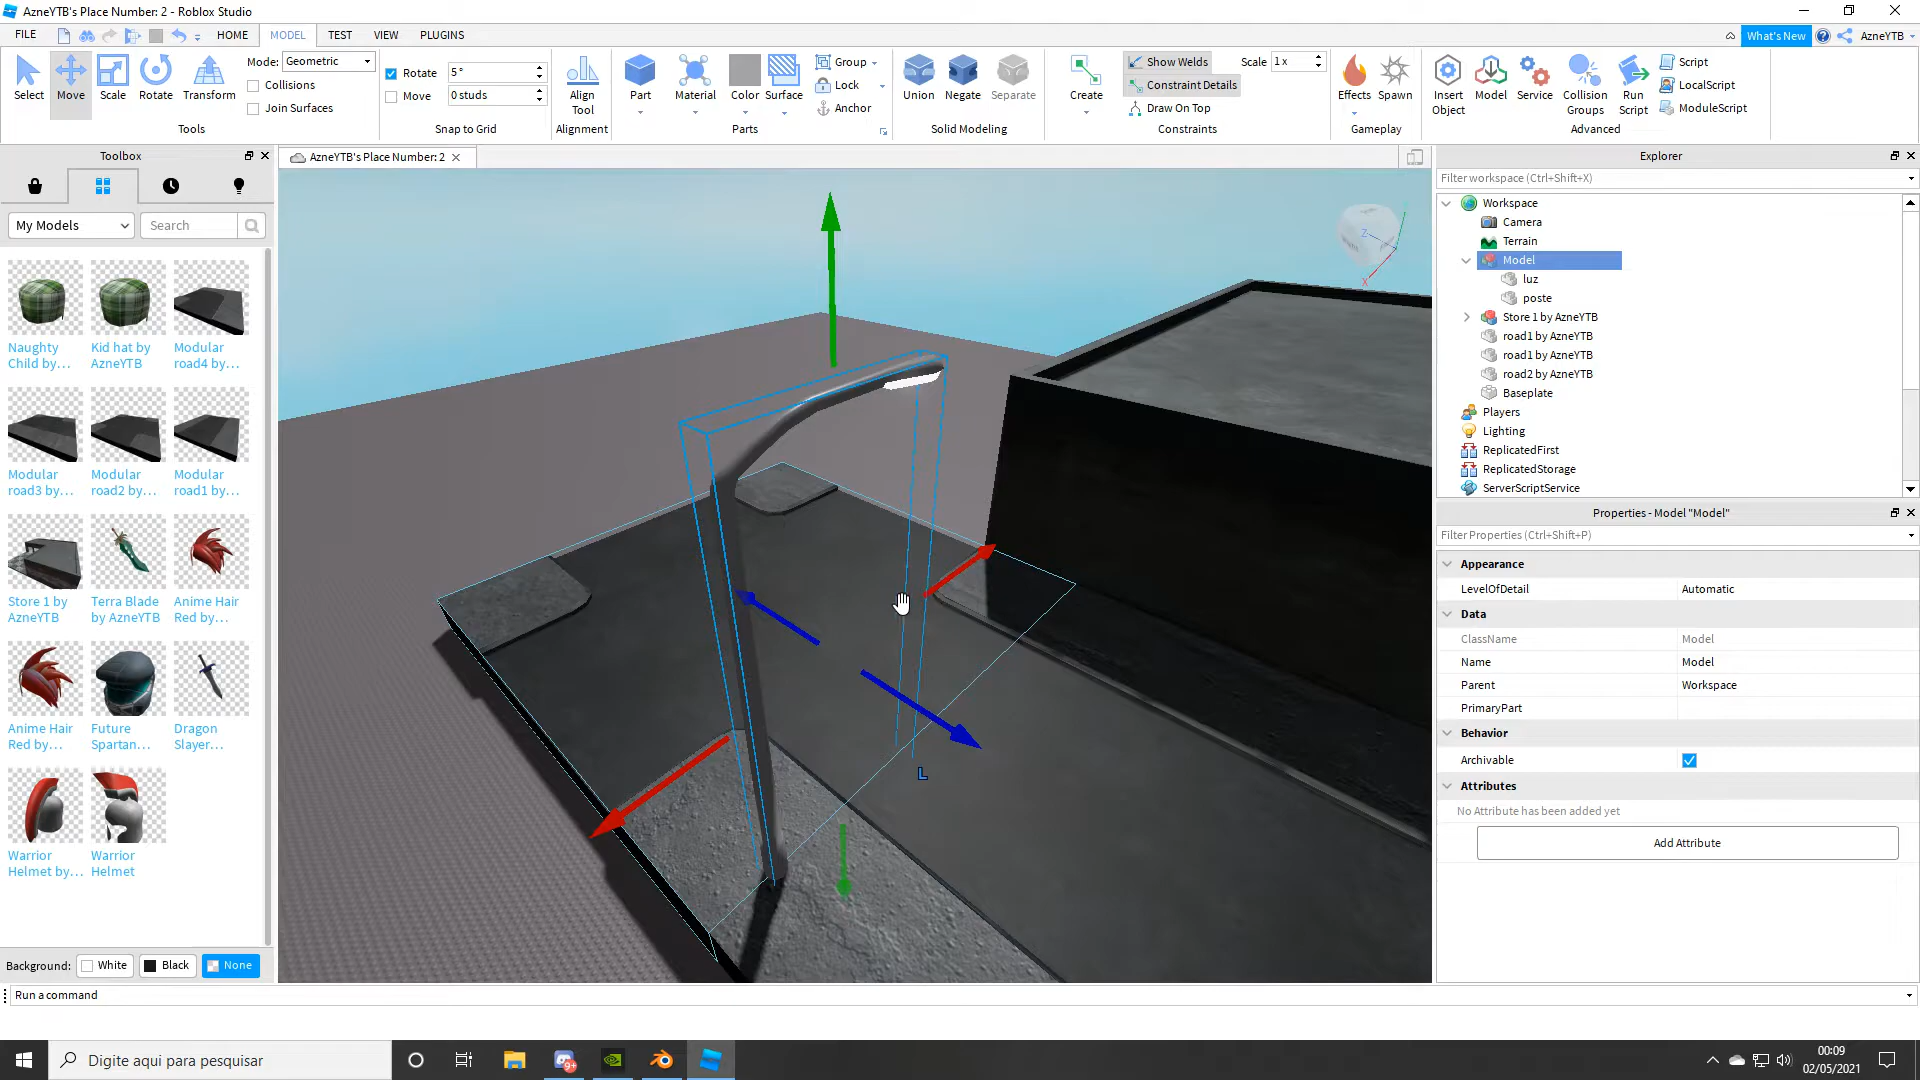 AzneYTB's Place Number: 2 - Roblox Studio
FILE HOME MODEL TEST VIEW PLUGINS What's New AzneYTB
Select Move Scale Rotate Transform
Mode: Geometric
Collisions
Join Surfaces
Tools
Rotate 5 °
Move 0 studs
Snap to Grid
Align Tool
Alignment
Part Material Color Surface
Group
Lock
Anchor
Parts
Union Negate Separate
Solid Modeling
Create
Show Welds
Constraint Details
Draw On Top
Scale 1 x
Constraints
Effects Spawn
Gameplay
Insert Object
Model
Service
Collision Groups
Run Script
Script
LocalScript
ModuleScript
Advanced
Toolbox
My Models Search
Naughty Child by...
Kid hat by AzneYTB
Modular road4 by...
Modular road3 by...
Modular road2 by...
Modular road1 by...
Store 1 by AzneYTB
Terra Blade by AzneYTB
Anime Hair Red by...
Anime Hair Red by...
Future Spartan...
Dragon Slayer...
Warrior Helmet by...
Warrior Helmet
Background: White Black None
AzneYTB's Place Number: 2
Z
X
L
Explorer
Filter workspace (Ctrl+Shift+X)
Workspace
Camera
Terrain
Model
luz
poste
Store 1 by AzneYTB
road1 by AzneYTB
road1 by AzneYTB
road2 by AzneYTB
Baseplate
Players
Lighting
ReplicatedFirst
ReplicatedStorage
ServerScriptService
Properties - Model "Model"
Filter Properties (Ctrl+Shift+P)
Appearance
LevelOfDetail Automatic
Data
ClassName Model
Name Model
Parent Workspace
PrimaryPart
Behavior
Archivable
Attributes
No Attribute has been added yet
Add Attribute
Run a command
Digite aqui para pesquisar
00:09
02/05/2021